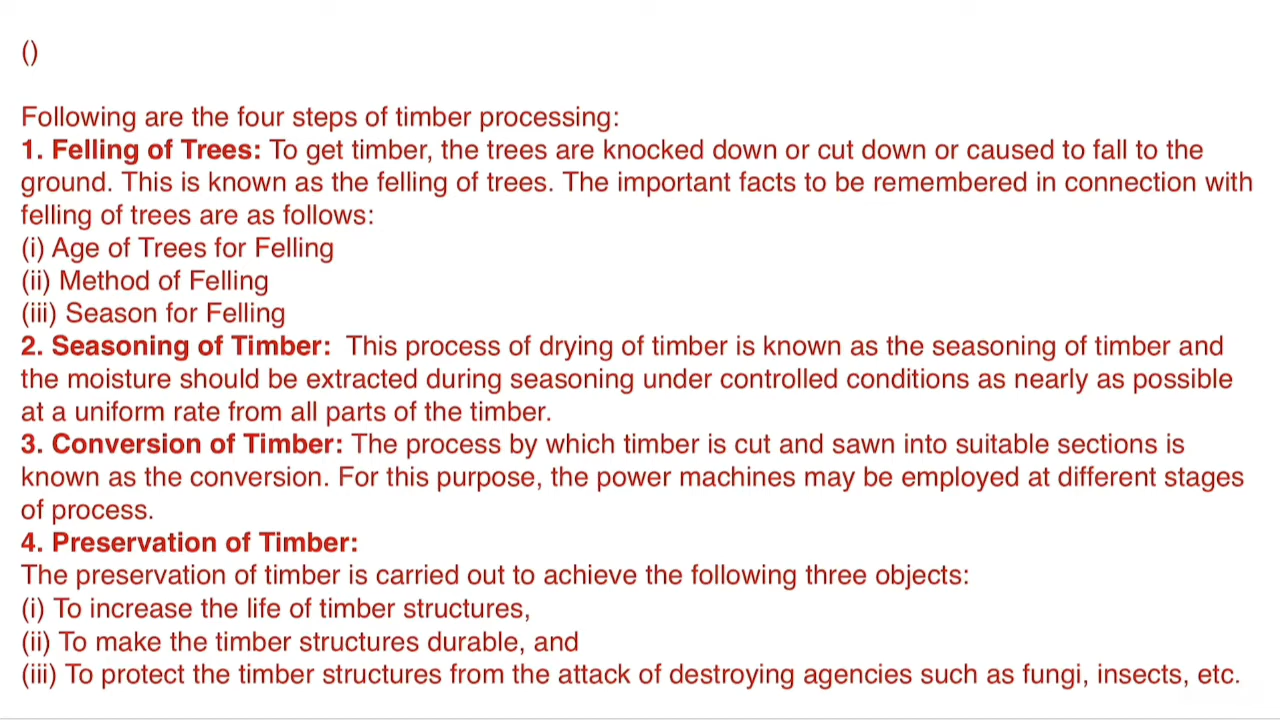 ()
Following are the four steps of timber processing:
1. Felling of Trees: To get timber, the trees are knocked down or cut down or caused to fall to the
ground. This is known as the felling of trees. The important facts to be remembered in connection with
felling of trees are as follows:
(i) Age of Trees for Felling
(ii) Method of Felling
(iii) Season for Felling
2. Seasoning of Timber:  This process of drying of timber is known as the seasoning of timber and
the moisture should be extracted during seasoning under controlled conditions as nearly as possible
at a uniform rate from all parts of the timber.
3. Conversion of Timber: The process by which timber is cut and sawn into suitable sections is
known as the conversion. For this purpose, the power machines may be employed at different stages
of process.
4. Preservation of Timber:
The preservation of timber is carried out to achieve the following three objects:
(i) To increase the life of timber structures,
(ii) To make the timber structures durable, and
(iii) To protect the timber structures from the attack of destroying agencies such as fungi, insects, etc.